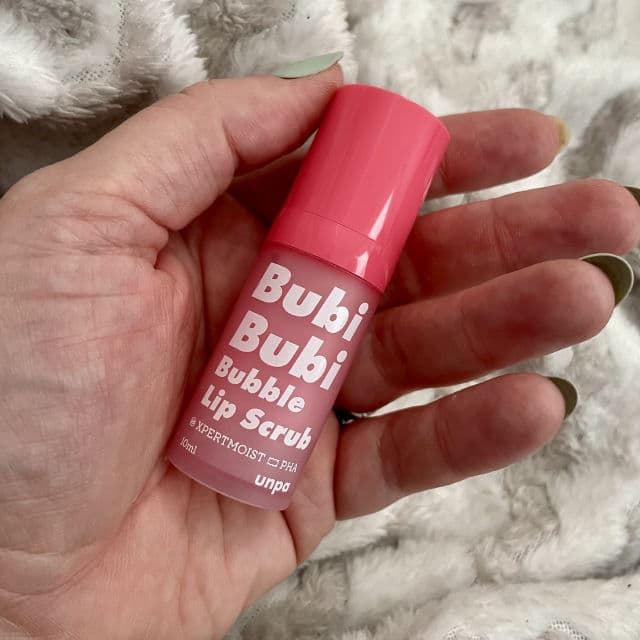 Bubi
Bubi
Bubble
Lip Scrub
XPERTMOIST PHA
10ml
unpa